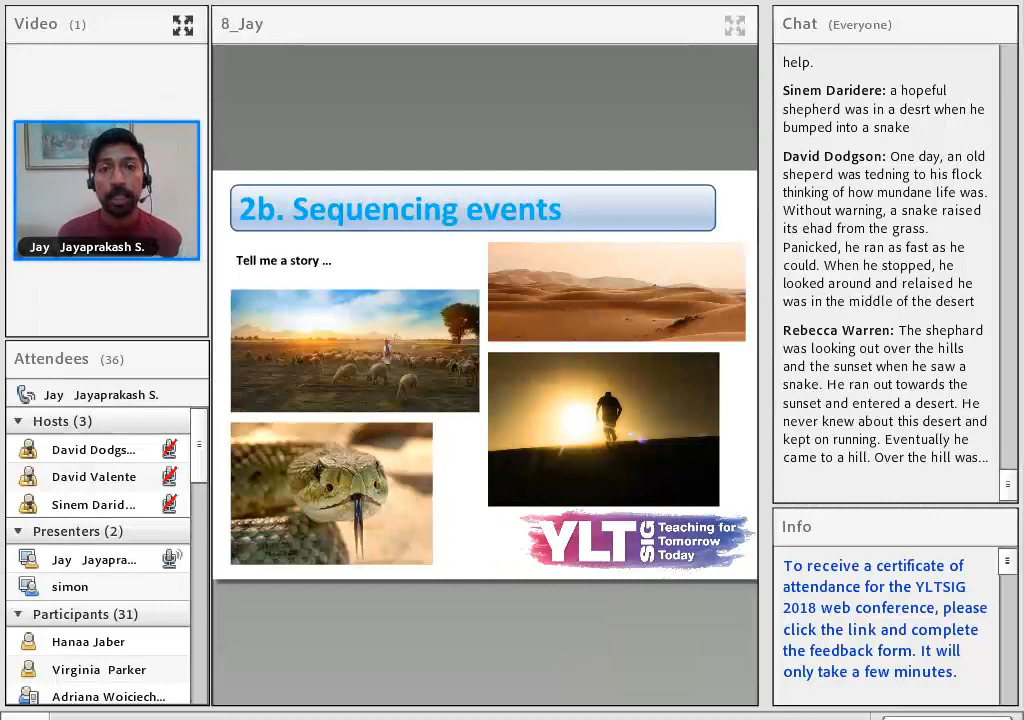 Video (1)
Jay Jayaprakash S.
Attendees (36)
Jay Jayaprakash S.
Hosts (3)
David Dodgs...
David Valente
Sinem Darid...
Presenters (2)
Jay Jayapra...
simon
Participants (31)
Hanaa Jaber
Virginia Parker
Adriana Woiciech...
8_Jay
2b. Sequencing events
Tell me a story ...
YLT SIG
Teaching for
Tomorrow
Today
Chat (Everyone)
help.
Sinem Daridere: a hopeful
shepherd was in a desrt when he
bumped into a snake
David Dodgson: One day, an old
sheperd was tedning to his flock
thinking of how mundane life was.
Without warning, a snake raised
its ehad from the grass.
Panicked, he ran as fast as he
could. When he stopped, he
looked around and relaised he
was in the middle of the desert
Rebecca Warren: The shephard
was looking out over the hills
and the sunset when he saw a
snake. He ran out towards the
sunset and entered a desert. He
never knew about this desert and
kept on running. Eventually he
came to a hill. Over the hill was...
Info
To receive a certificate of
attendance for the YLTSIG
2018 web conference, please
click the link and complete
the feedback form. It will
only take a few minutes.